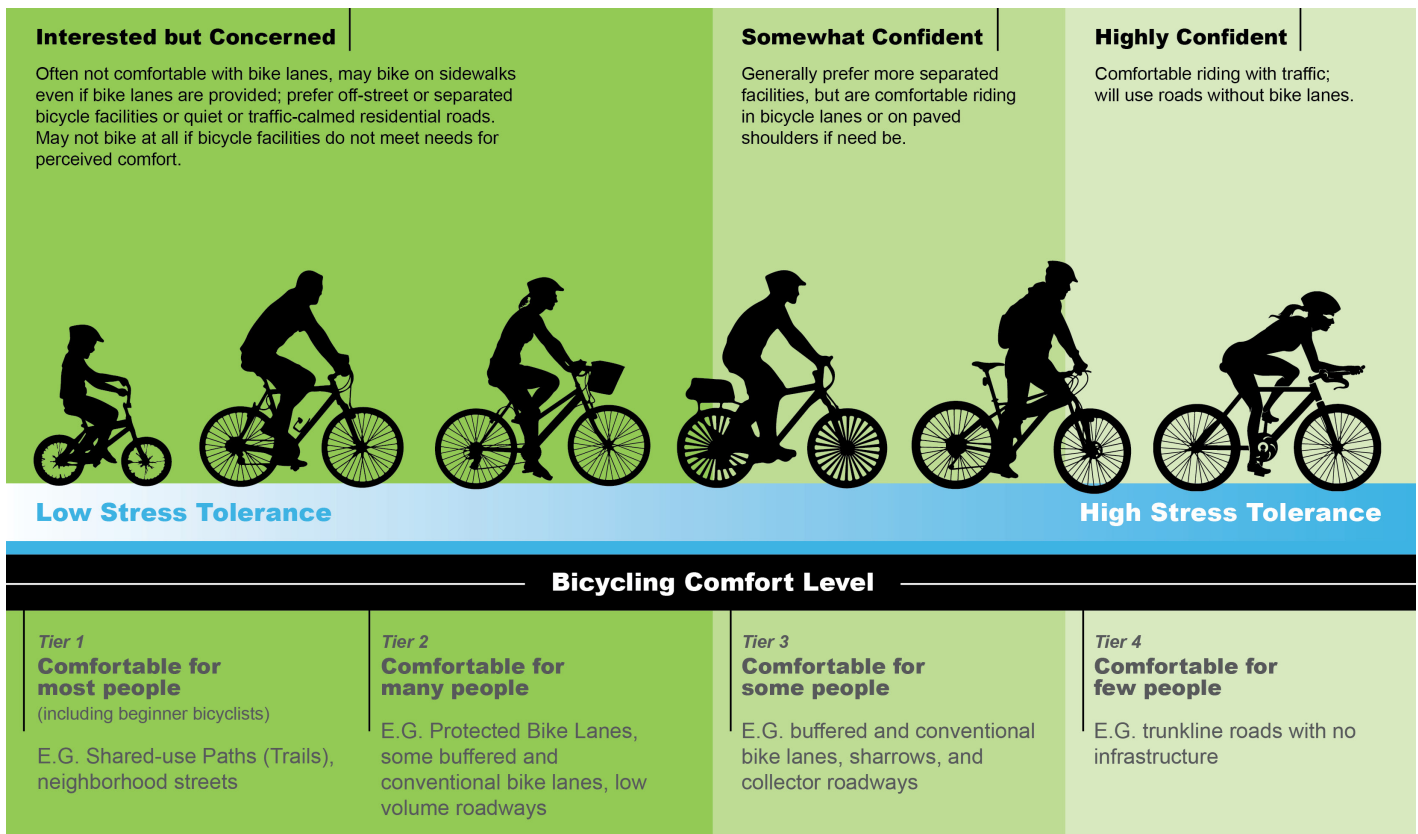 Interested but Concerned
Often not comfortable with bike lanes, may bike on sidewalks
even if bike lanes are provided; prefer off-street or separated
bicycle facilities or quiet or traffic-calmed residential roads.
May not bike at all if bicycle facilities do not meet needs for
perceived comfort.
Somewhat Confident
Generally prefer more separated
facilities, but are comfortable riding
in bicycle lanes or on paved
shoulders if need be.
Highly Confident
Comfortable riding with traffic;
will use roads without bike lanes.
Low Stress Tolerance
High Stress Tolerance
Bicycling Comfort Level
Tier 1
Comfortable for
most people
(including beginner bicyclists)
E.G. Shared-use Paths (Trails),
neighborhood streets
Tier 2
Comfortable for
many people
E.G. Protected Bike Lanes,
some buffered and
conventional bike lanes, low
volume roadways
Tier 3
Comfortable for
some people
E.G. buffered and conventional
bike lanes, sharrows, and
collector roadways
Tier 4
Comfortable for
few people
E.G. trunkline roads with no
infrastructure